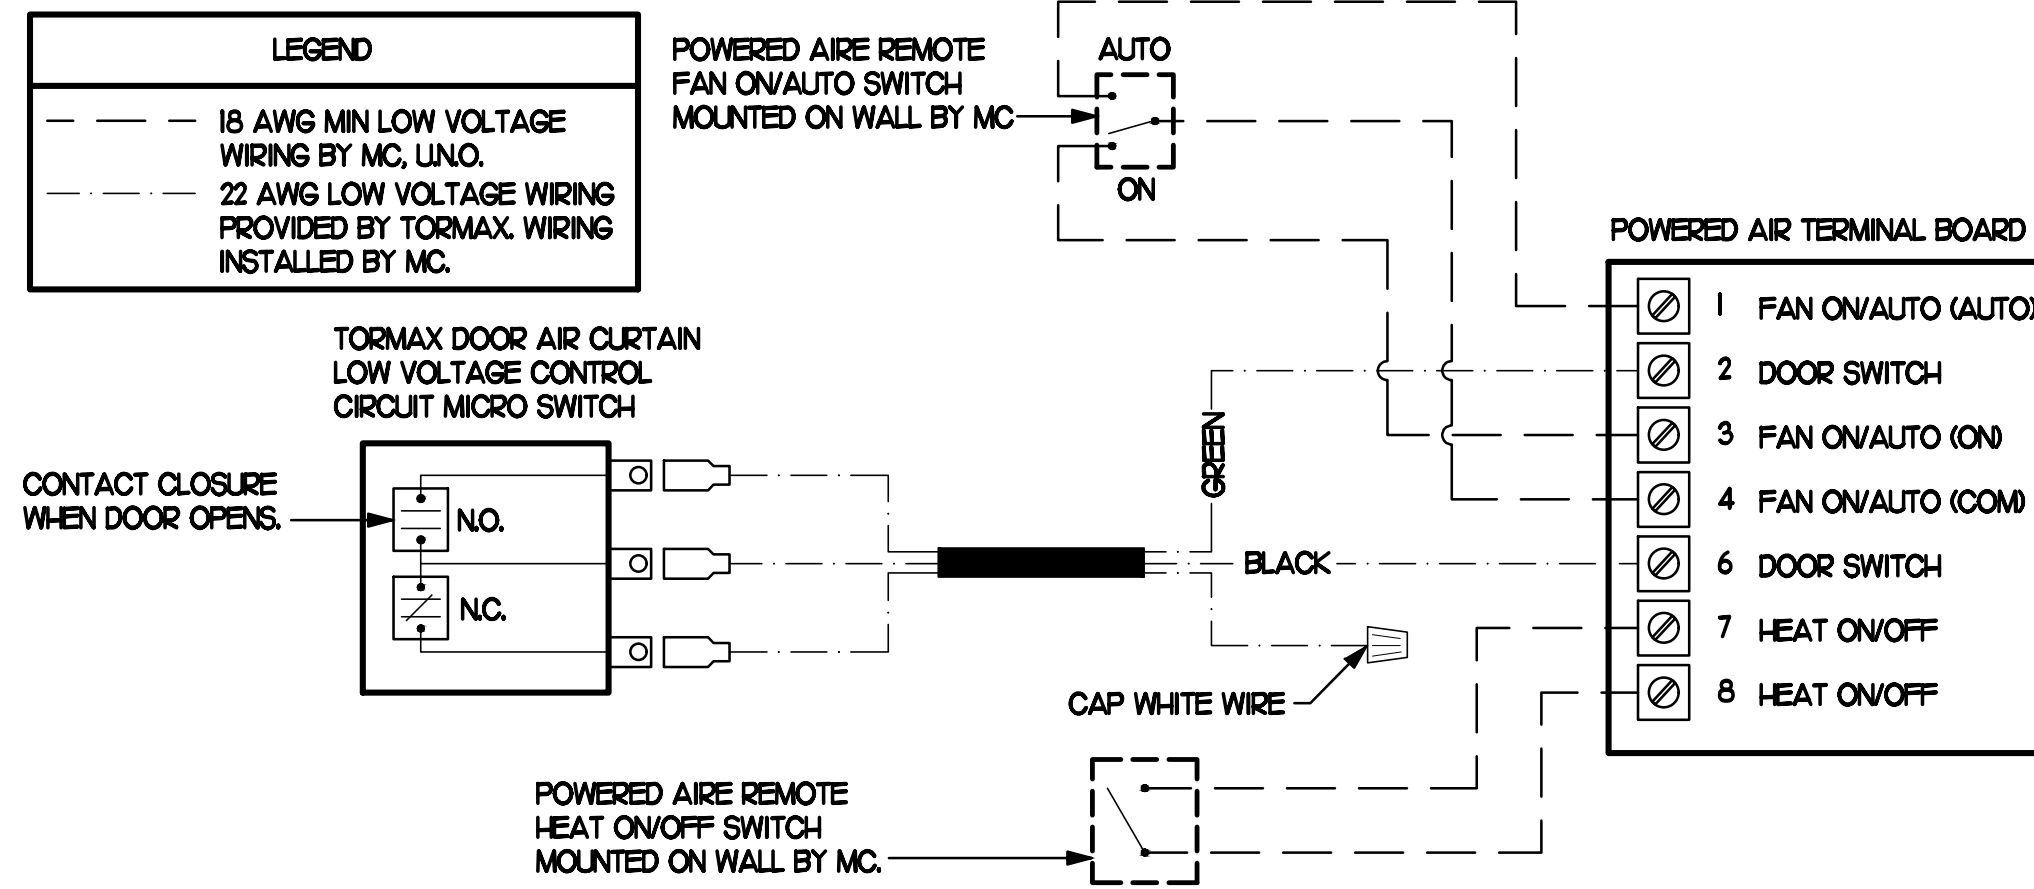 LEGEND
18 AWG MIN LOW VOLTAGE
WIRING BY MC, U.N.O.
22 AWG LOW VOLTAGE WIRING
PROVIDED BY TORMAX. WIRING
INSTALLED BY MC.
POWERED AIRE REMOTE
FAN ON/AUTO SWITCH
MOUNTED ON WALL BY MC
AUTO
ON
POWERED AIR TERMINAL BOARD
1 FAN ON/AUTO (AUTO)
2 DOOR SWITCH
3 FAN ON/AUTO (ON)
4 FAN ON/AUTO (COM)
6 DOOR SWITCH
7 HEAT ON/OFF
8 HEAT ON/OFF
TORMAX DOOR AIR CURTAIN
LOW VOLTAGE CONTROL
CIRCUIT MICRO SWITCH
CONTACT CLOSURE
WHEN DOOR OPENS.
N.O.
N.C.
GREEN
BLACK
CAP WHITE WIRE
POWERED AIRE REMOTE
HEAT ON/OFF SWITCH
MOUNTED ON WALL BY MC.